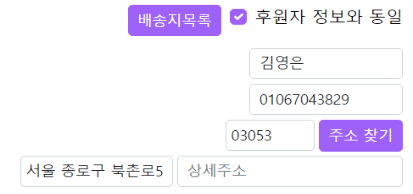 배송지목록 후원자 정보와 동일
김영은
01067043829
03053 주소 찾기
서울 종로구 북촌로5 상세주소